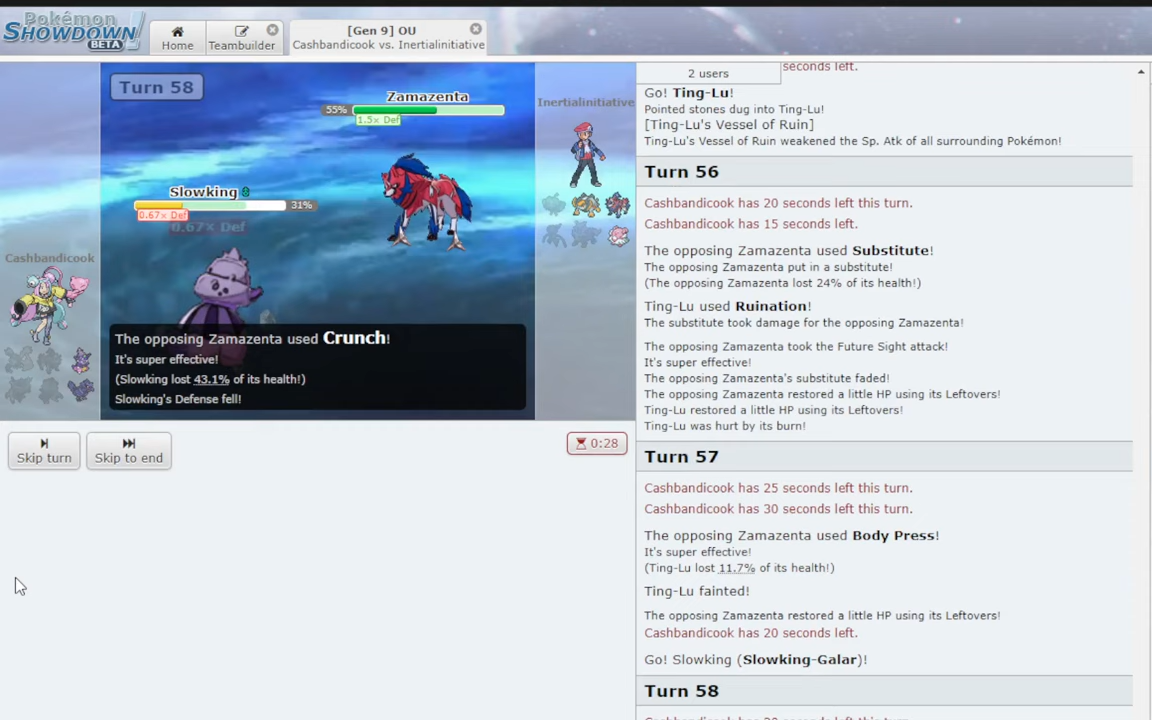 Pokémon
SHOWDOWN
BETA
Home
Teambuilder
[Gen 9] OU
Cashbandicook vs. Inertialinitiative
Turn 58
Zamazenta
55%
1.5× Def
Slowking
31%
0.67× Def
0.67× Def
Inertialinitiative
Cashbandicook
The opposing Zamazenta used Crunch!
It's super effective!
(Slowking lost 43.1% of its health!)
Slowking's Defense fell!
Skip turn
Skip to end
0:28
2 users
seconds left.
Go! Ting-Lu!
Pointed stones dug into Ting-Lu!
[Ting-Lu's Vessel of Ruin]
Ting-Lu's Vessel of Ruin weakened the Sp. Atk of all surrounding Pokémon!
Turn 56
Cashbandicook has 20 seconds left this turn.
Cashbandicook has 15 seconds left.
The opposing Zamazenta used Substitute!
The opposing Zamazenta put in a substitute!
(The opposing Zamazenta lost 24% of its health!)
Ting-Lu used Ruination!
The substitute took damage for the opposing Zamazenta!
The opposing Zamazenta took the Future Sight attack!
It's super effective!
The opposing Zamazenta's substitute faded!
The opposing Zamazenta restored a little HP using its Leftovers!
Ting-Lu restored a little HP using its Leftovers!
Ting-Lu was hurt by its burn!
Turn 57
Cashbandicook has 25 seconds left this turn.
Cashbandicook has 30 seconds left this turn.
The opposing Zamazenta used Body Press!
It's super effective!
(Ting-Lu lost 11.7% of its health!)
Ting-Lu fainted!
The opposing Zamazenta restored a little HP using its Leftovers!
Cashbandicook has 20 seconds left.
Go! Slowking (Slowking-Galar)!
Turn 58